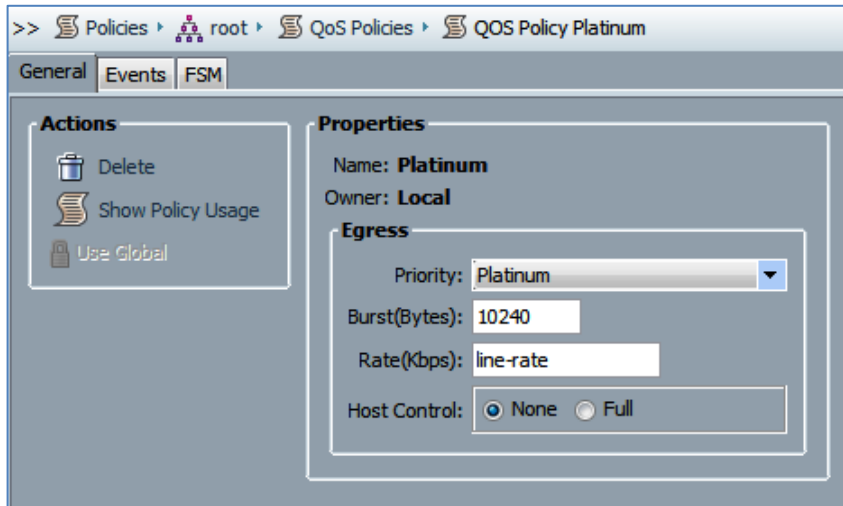 >> Policies root QoS Policies QOS Policy Platinum
General Events FSM
Actions
Delete
Show Policy Usage
Use Global
Properties
Name: Platinum
Owner: Local
Egress
Priority: Platinum
Burst(Bytes): 10240
Rate(Kbps): line-rate
Host Control: None Full